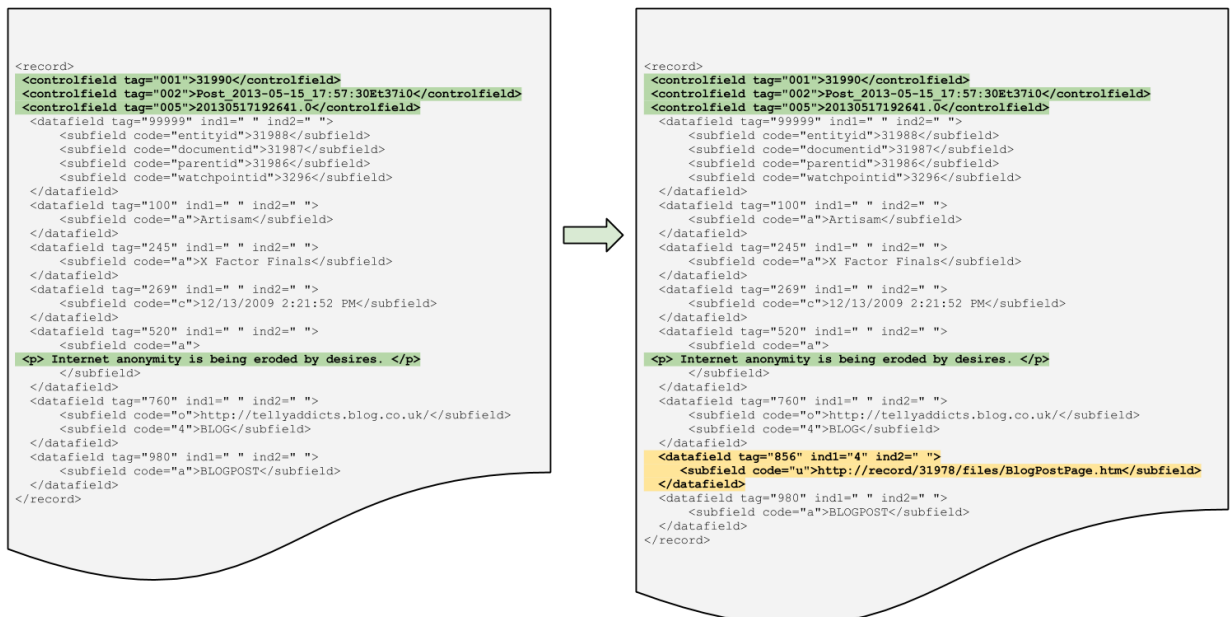 <record>
<controlfield tag="001">31990</controlfield>
<controlfield tag="002">Post_2013-05-15_17:57:30Et37i0</controlfield>
<controlfield tag="005">20130517192641.0</controlfield>
<datafield tag="99999" ind1=" " ind2=" ">
<subfield code="entityid">31988</subfield>
<subfield code="documentid">31987</subfield>
<subfield code="parentid">31986</subfield>
<subfield code="watchpointid">3296</subfield>
</datafield>
<datafield tag="100" ind1=" " ind2=" ">
<subfield code="a">Artisam</subfield>
</datafield>
<datafield tag="245" ind1=" " ind2=" ">
<subfield code="a">X Factor Finals</subfield>
</datafield>
<datafield tag="269" ind1=" " ind2=" ">
<subfield code="c">12/13/2009 2:21:52 PM</subfield>
</datafield>
<datafield tag="520" ind1=" " ind2=" ">
<subfield code="a">
<p> Internet anonymity is being eroded by desires. </p>
</subfield>
</datafield>
<datafield tag="760" ind1=" " ind2=" ">
<subfield code="o">http://tellyaddicts.blog.co.uk/</subfield>
<subfield code="4">BLOG</subfield>
</datafield>
<datafield tag="980" ind1=" " ind2=" ">
<subfield code="a">BLOGPOST</subfield>
</datafield>
</record>
<record>
<controlfield tag="001">31990</controlfield>
<controlfield tag="002">Post_2013-05-15_17:57:30Et37i0</controlfield>
<controlfield tag="005">20130517192641.0</controlfield>
<datafield tag="99999" ind1=" " ind2=" ">
<subfield code="entityid">31988</subfield>
<subfield code="documentid">31987</subfield>
<subfield code="parentid">31986</subfield>
<subfield code="watchpointid">3296</subfield>
</datafield>
<datafield tag="100" ind1=" " ind2=" ">
<subfield code="a">Artisam</subfield>
</datafield>
<datafield tag="245" ind1=" " ind2=" ">
<subfield code="a">X Factor Finals</subfield>
</datafield>
<datafield tag="269" ind1=" " ind2=" ">
<subfield code="c">12/13/2009 2:21:52 PM</subfield>
</datafield>
<datafield tag="520" ind1=" " ind2=" ">
<subfield code="a">
<p> Internet anonymity is being eroded by desires. </p>
</subfield>
</datafield>
<datafield tag="760" ind1=" " ind2=" ">
<subfield code="o">http://tellyaddicts.blog.co.uk/</subfield>
<subfield code="4">BLOG</subfield>
</datafield>
<datafield tag="856" ind1="4" ind2=" ">
<subfield code="u">http://record/31978/files/BlogPostPage.htm</subfield>
</datafield>
<datafield tag="980" ind1=" " ind2=" ">
<subfield code="a">BLOGPOST</subfield>
</datafield>
</record>